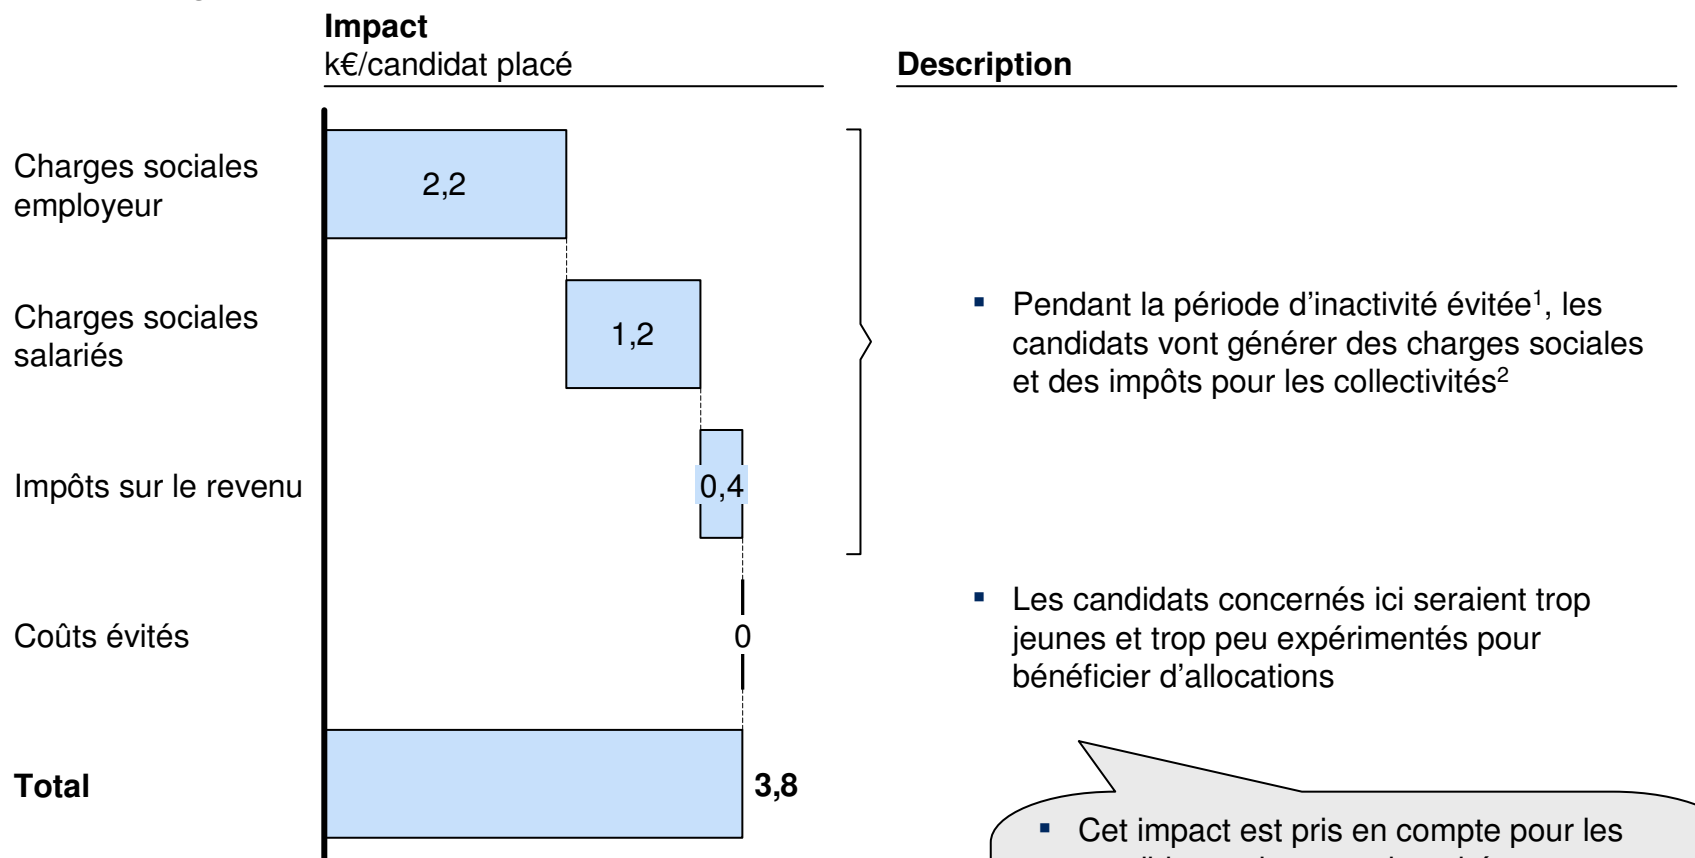 Impact
k€/candidat placé
Description
Charges sociales
employeur
2,2
Charges sociales
salariés
1,2
Pendant la période d'inactivité évitée¹, les
candidats vont générer des charges sociales
et des impôts pour les collectivités²
Impôts sur le revenu
0,4
Coûts évités
0
Les candidats concernés ici seraient trop
jeunes et trop peu expérimentés pour
bénéficier d'allocations
Total
3,8
Cet impact est pris en compte pour les